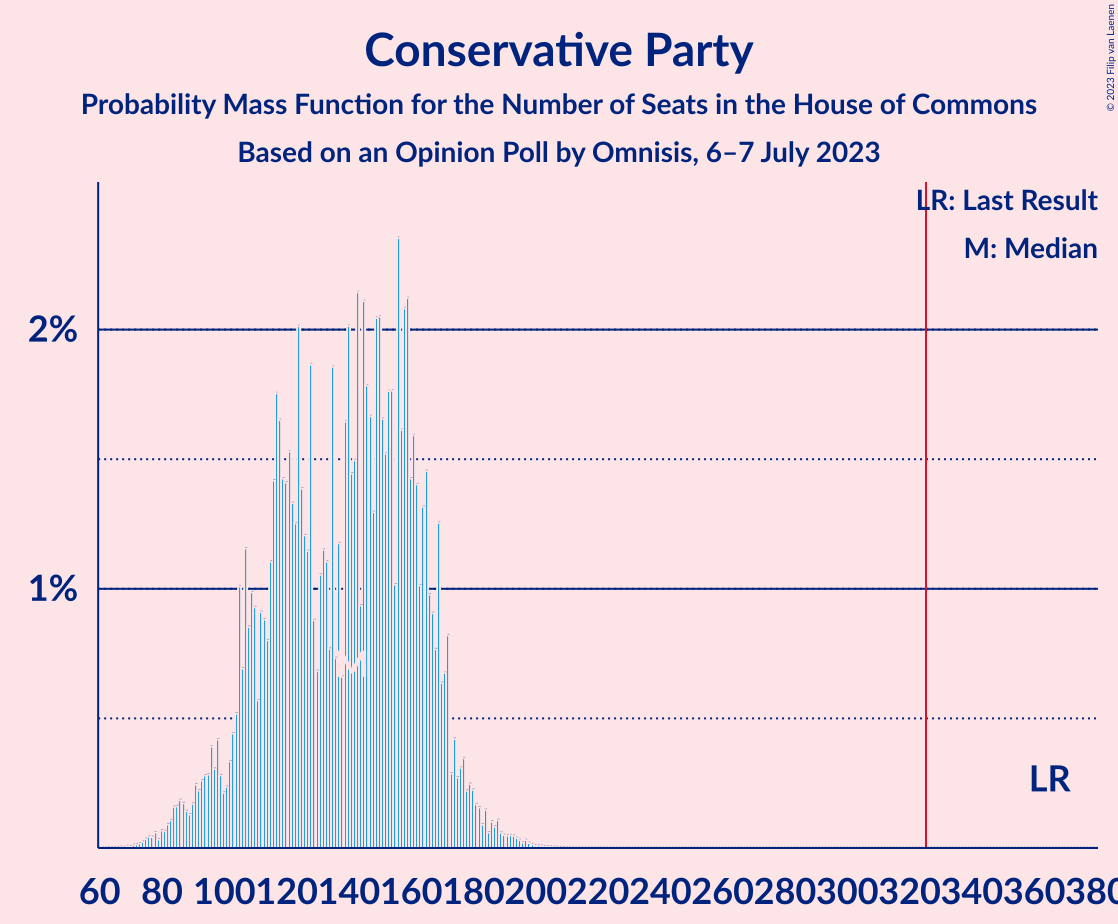 Conservative Party
Probability Mass Function for the Number of Seats in the House of Commons
Based on an Opinion Poll by Omnisis, 6–7 July 2023
© 2023 Filip van Laenen
LR: Last Result
M: Median
2%
1%
M
LR
60 80 100 120 140 160 180 200 220 240 260 280 300 320 340 360 380